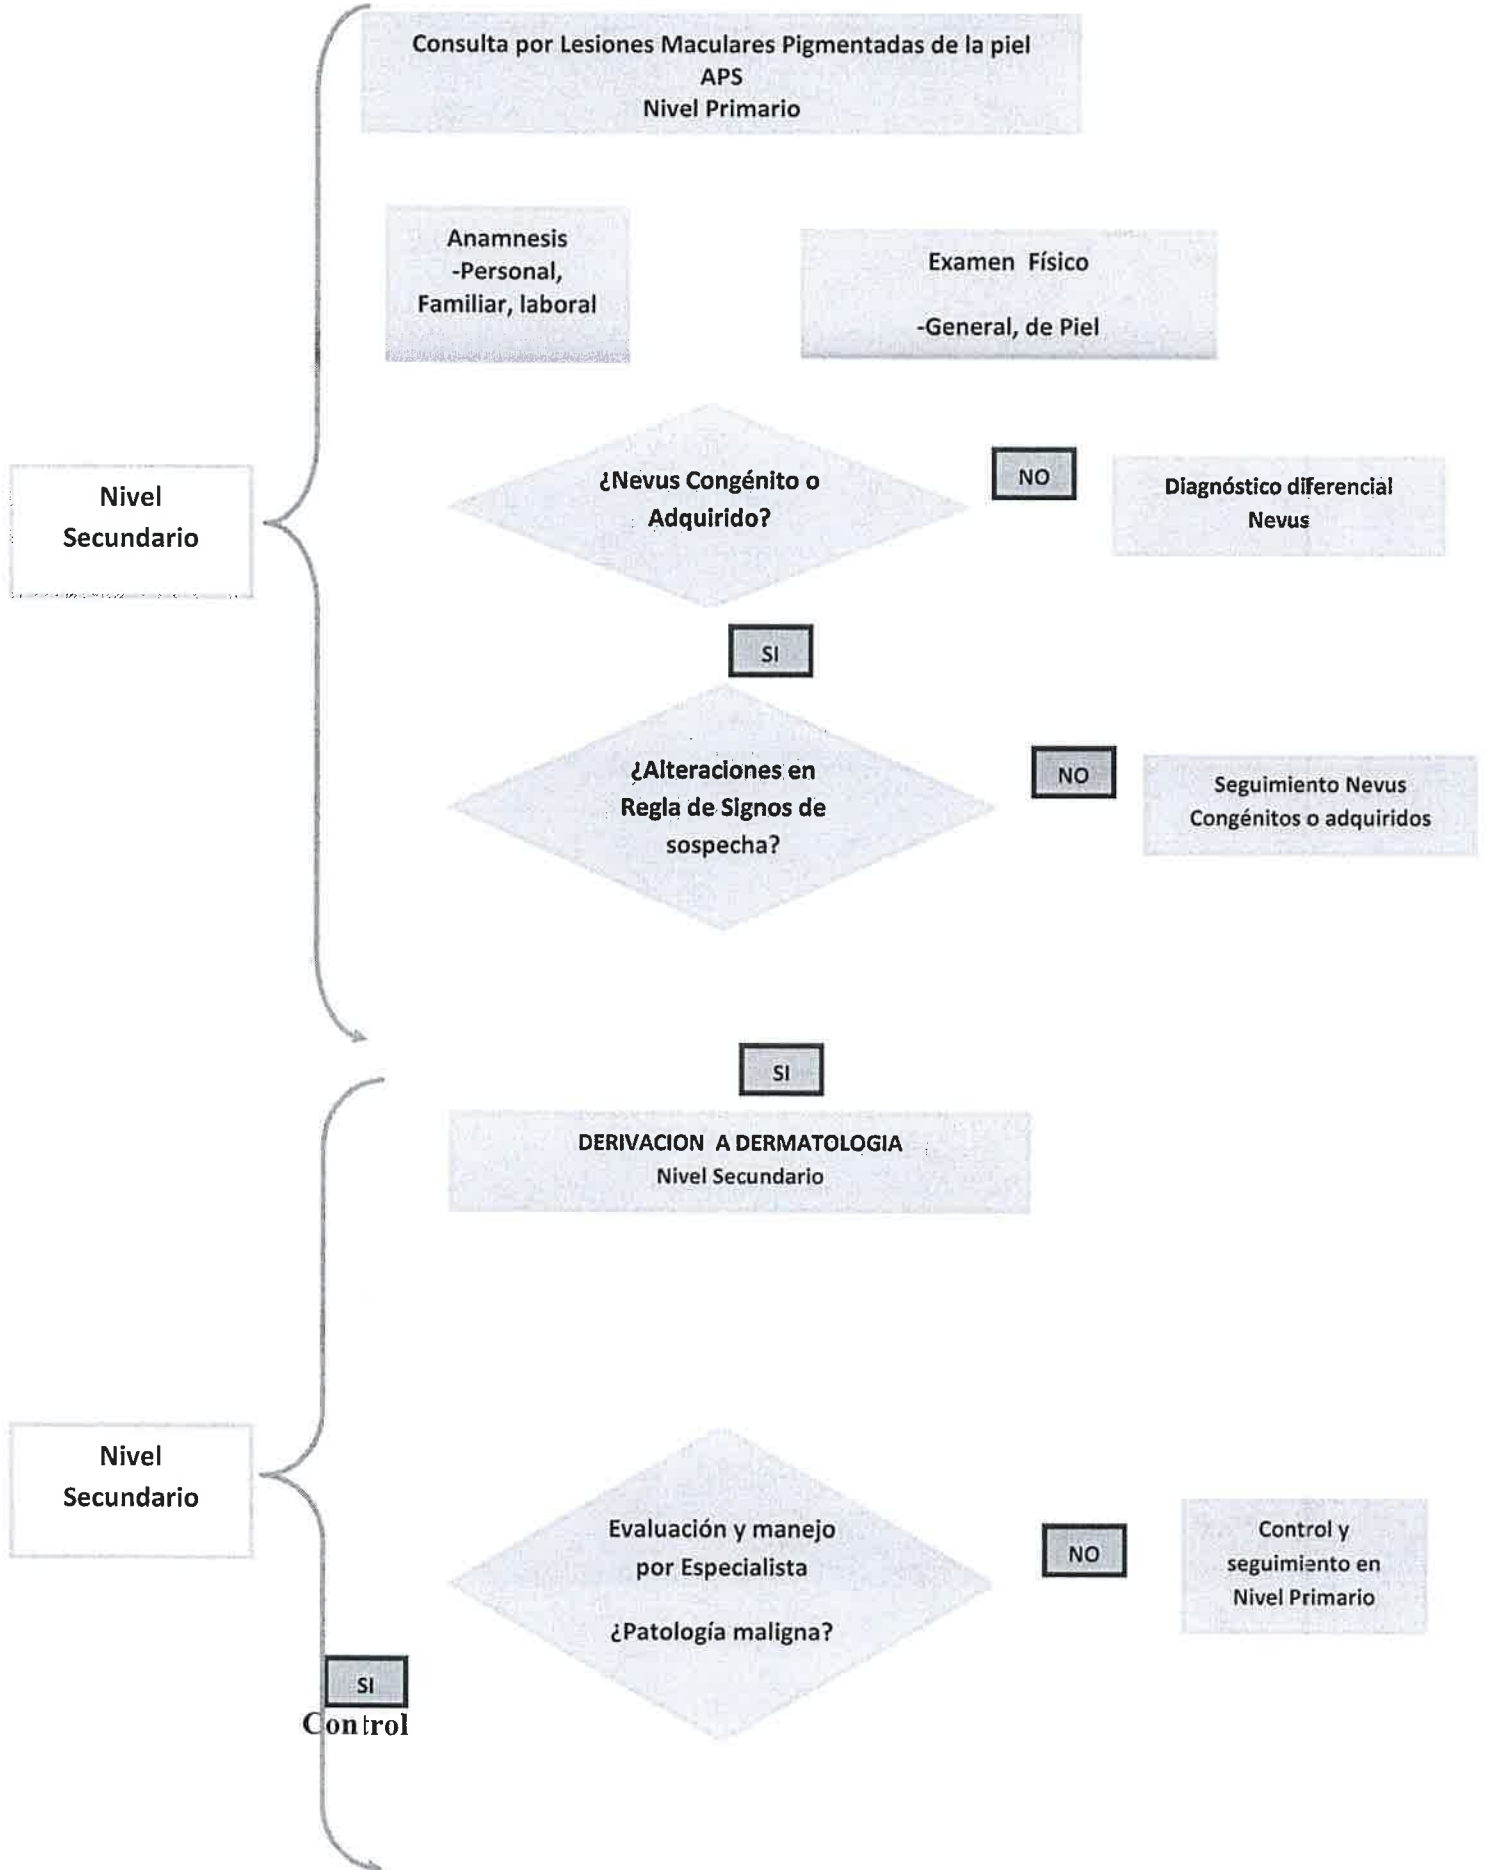 Consulta por Lesiones Maculares Pigmentadas de la piel
APS
Nivel Primario
Anamnesis
-Personal,
Familiar, laboral
Examen Físico
-General, de Piel
Nivel
Secundario
¿Nevus Congénito o
Adquirido?
NO
Diagnóstico diferencial
Nevus
SI
¿Alteraciones en
Regla de Signos de
sospecha?
NO
Seguimiento Nevus
Congénitos o adquiridos
SI
DERIVACION A DERMATOLOGIA
Nivel Secundario
Nivel
Secundario
Evaluación y manejo
por Especialista
¿Patología maligna?
NO
Control y
seguimiento en
Nivel Primario
SI
Control